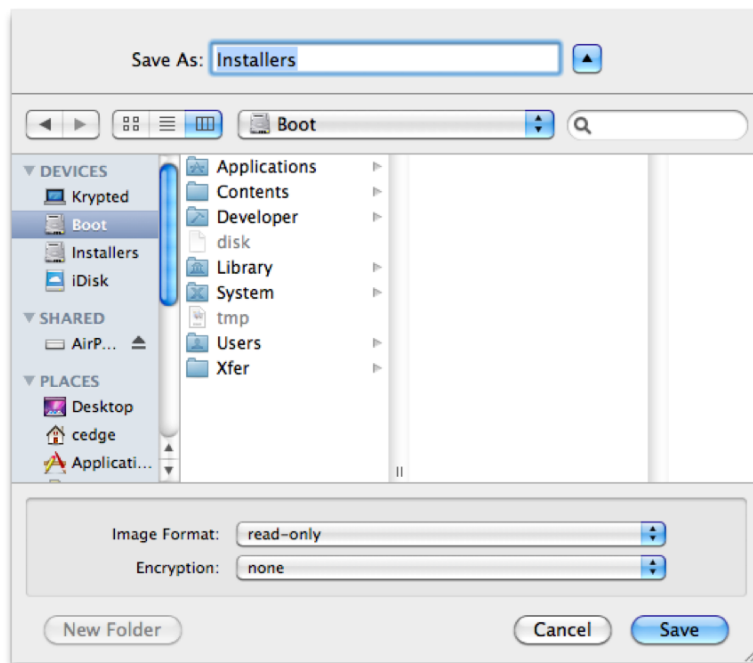 Save As: Installers
Boot
DEVICES
Krypted
Boot
Installers
iDisk
SHARED
AirP...
PLACES
Desktop
cedge
Applicati...
Applications
Contents
Developer
disk
Library
System
tmp
Users
Xfer
Image Format: read-only
Encryption: none
New Folder
Cancel
Save